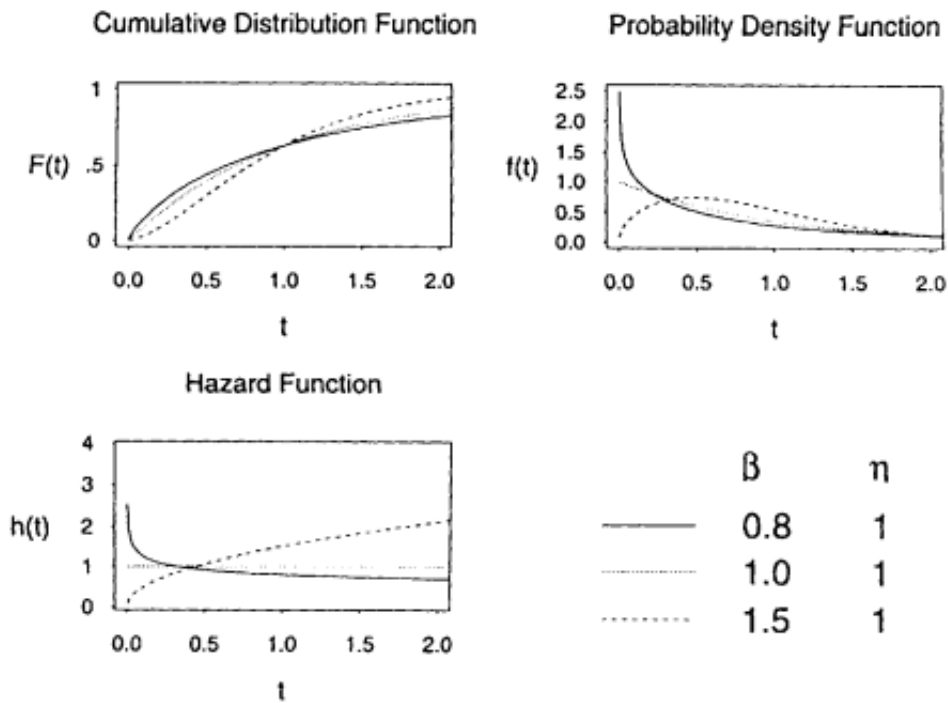 Cumulative Distribution Function
1
F(t)
.5
0
0.0 0.5 1.0 1.5 2.0
t
Probability Density Function
2.5
2.0
f(t)
1.5
1.0
0.5
0.0
0.0 0.5 1.0 1.5 2.0
t
Hazard Function
4
3
h(t)
2
1
0
0.0 0.5 1.0 1.5 2.0
t
β η
0.8 1
1.0 1
1.5 1